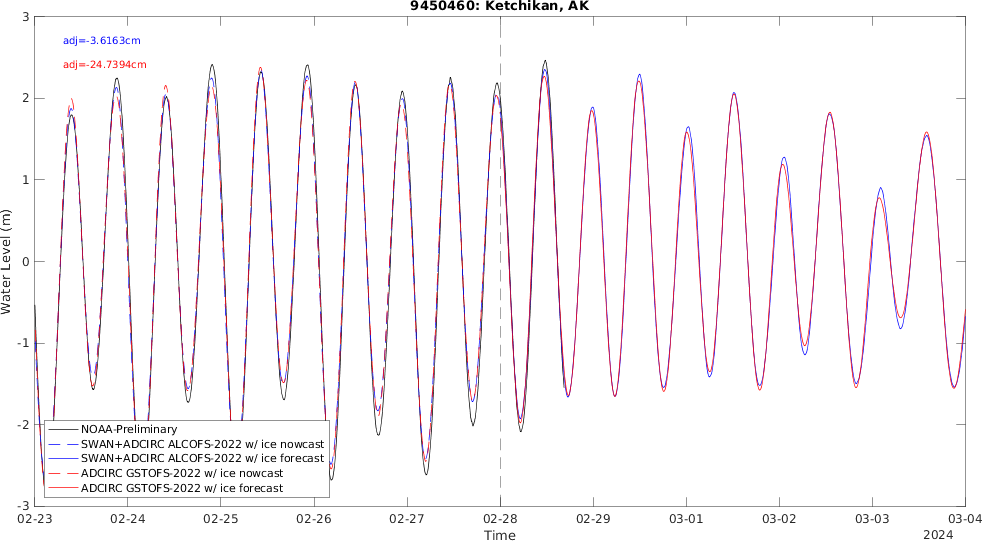 9450460: Ketchikan, AK
adj=-3.6163cm
adj=-24.7394cm
Water Level (m)
3
2
1
0
-1
-2
-3
NOAA-Preliminary
SWAN+ADCIRC ALCOFS-2022 w/ ice nowcast
SWAN+ADCIRC ALCOFS-2022 w/ ice forecast
ADCIRC GSTOFS-2022 w/ ice nowcast
ADCIRC GSTOFS-2022 w/ ice forecast
02-23 02-24 02-25 02-26 02-27 02-28 02-29 03-01 03-02 03-03 03-04
Time
2024